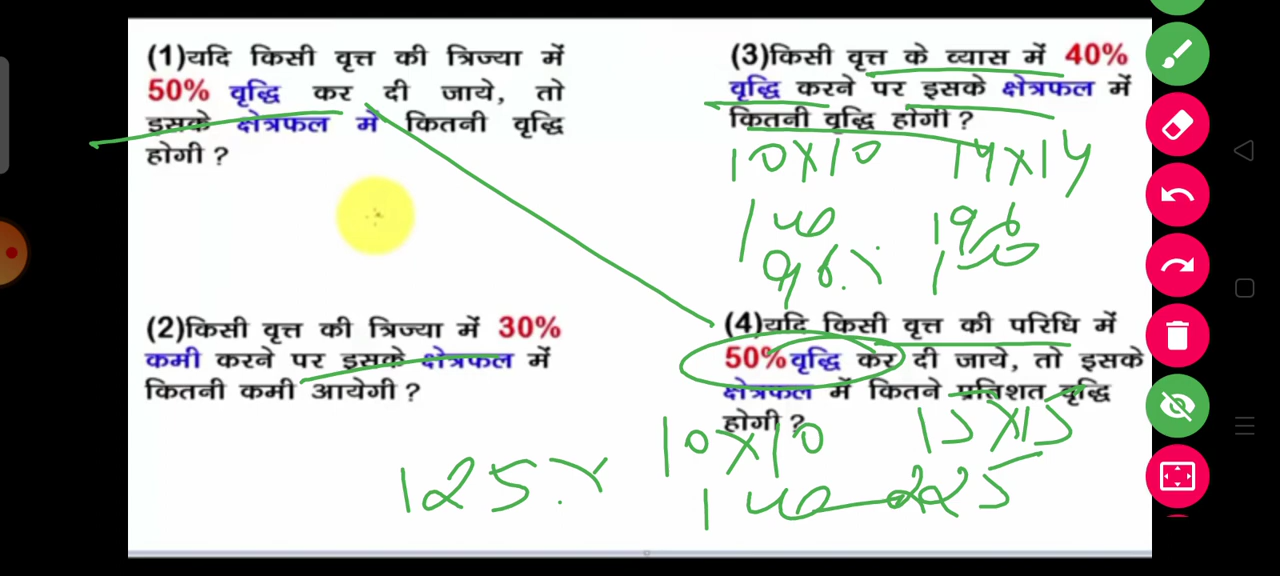 (1)यदि किसी वृत्त की त्रिज्या में
50% वृद्धि कर दी जाये, तो
इसके क्षेत्रफल में कितनी वृद्धि
होगी ?
(2)किसी वृत्त की त्रिज्या में 30%
कमी करने पर इसके क्षेत्रफल में
कितनी कमी आयेगी ?
125%
(3)किसी वृत्त के व्यास में 40%
वृद्धि करने पर इसके क्षेत्रफल में
कितनी वृद्धि होगी ?
10×10 14×14
100 196
96% 100
(4)यदि किसी वृत्त की परिधि में
50% वृद्धि कर दी जाये, तो इसके
क्षेत्रफल में कितने प्रतिशत वृद्धि
होगी ?
10×10 15×15
100 225